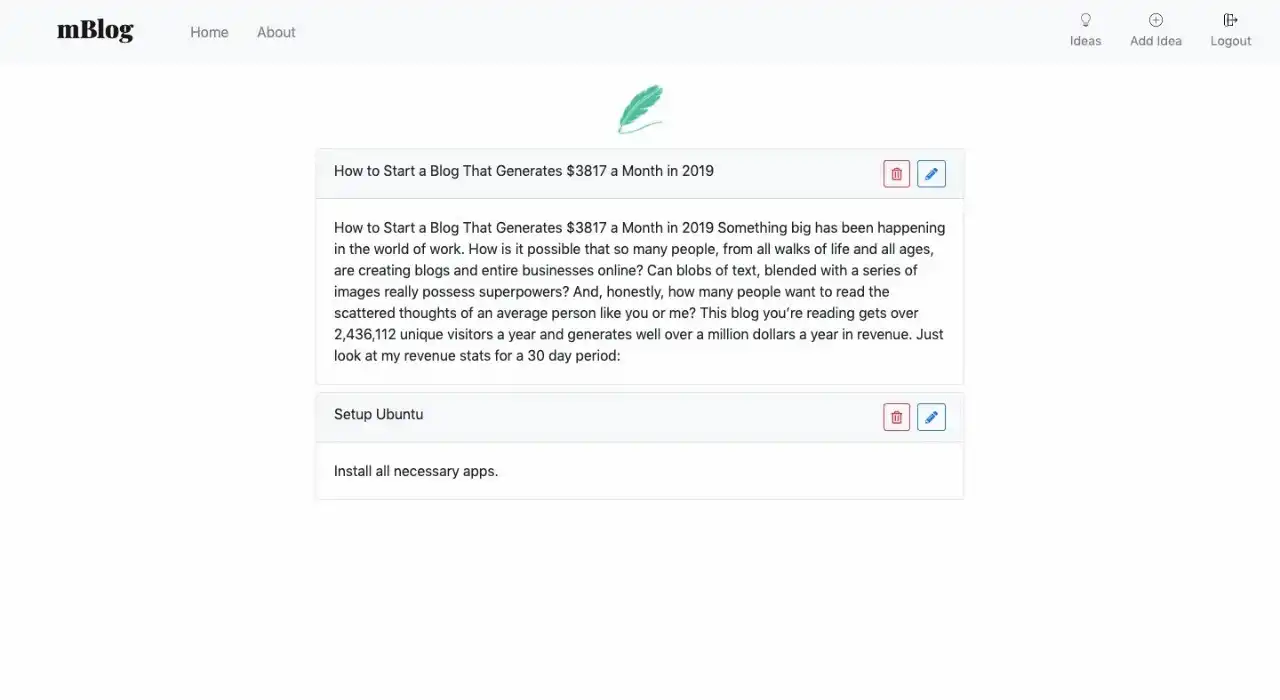 mBlog
Home
About
Ideas
Add Idea
Logout
How to Start a Blog That Generates $3817 a Month in 2019
How to Start a Blog That Generates $3817 a Month in 2019 Something big has been happening
in the world of work. How is it possible that so many people, from all walks of life and all ages,
are creating blogs and entire businesses online? Can blobs of text, blended with a series of
images really possess superpowers? And, honestly, how many people want to read the
scattered thoughts of an average person like you or me? This blog you’re reading gets over
2,436,112 unique visitors a year and generates well over a million dollars a year in revenue. Just
look at my revenue stats for a 30 day period:
Setup Ubuntu
Install all necessary apps.